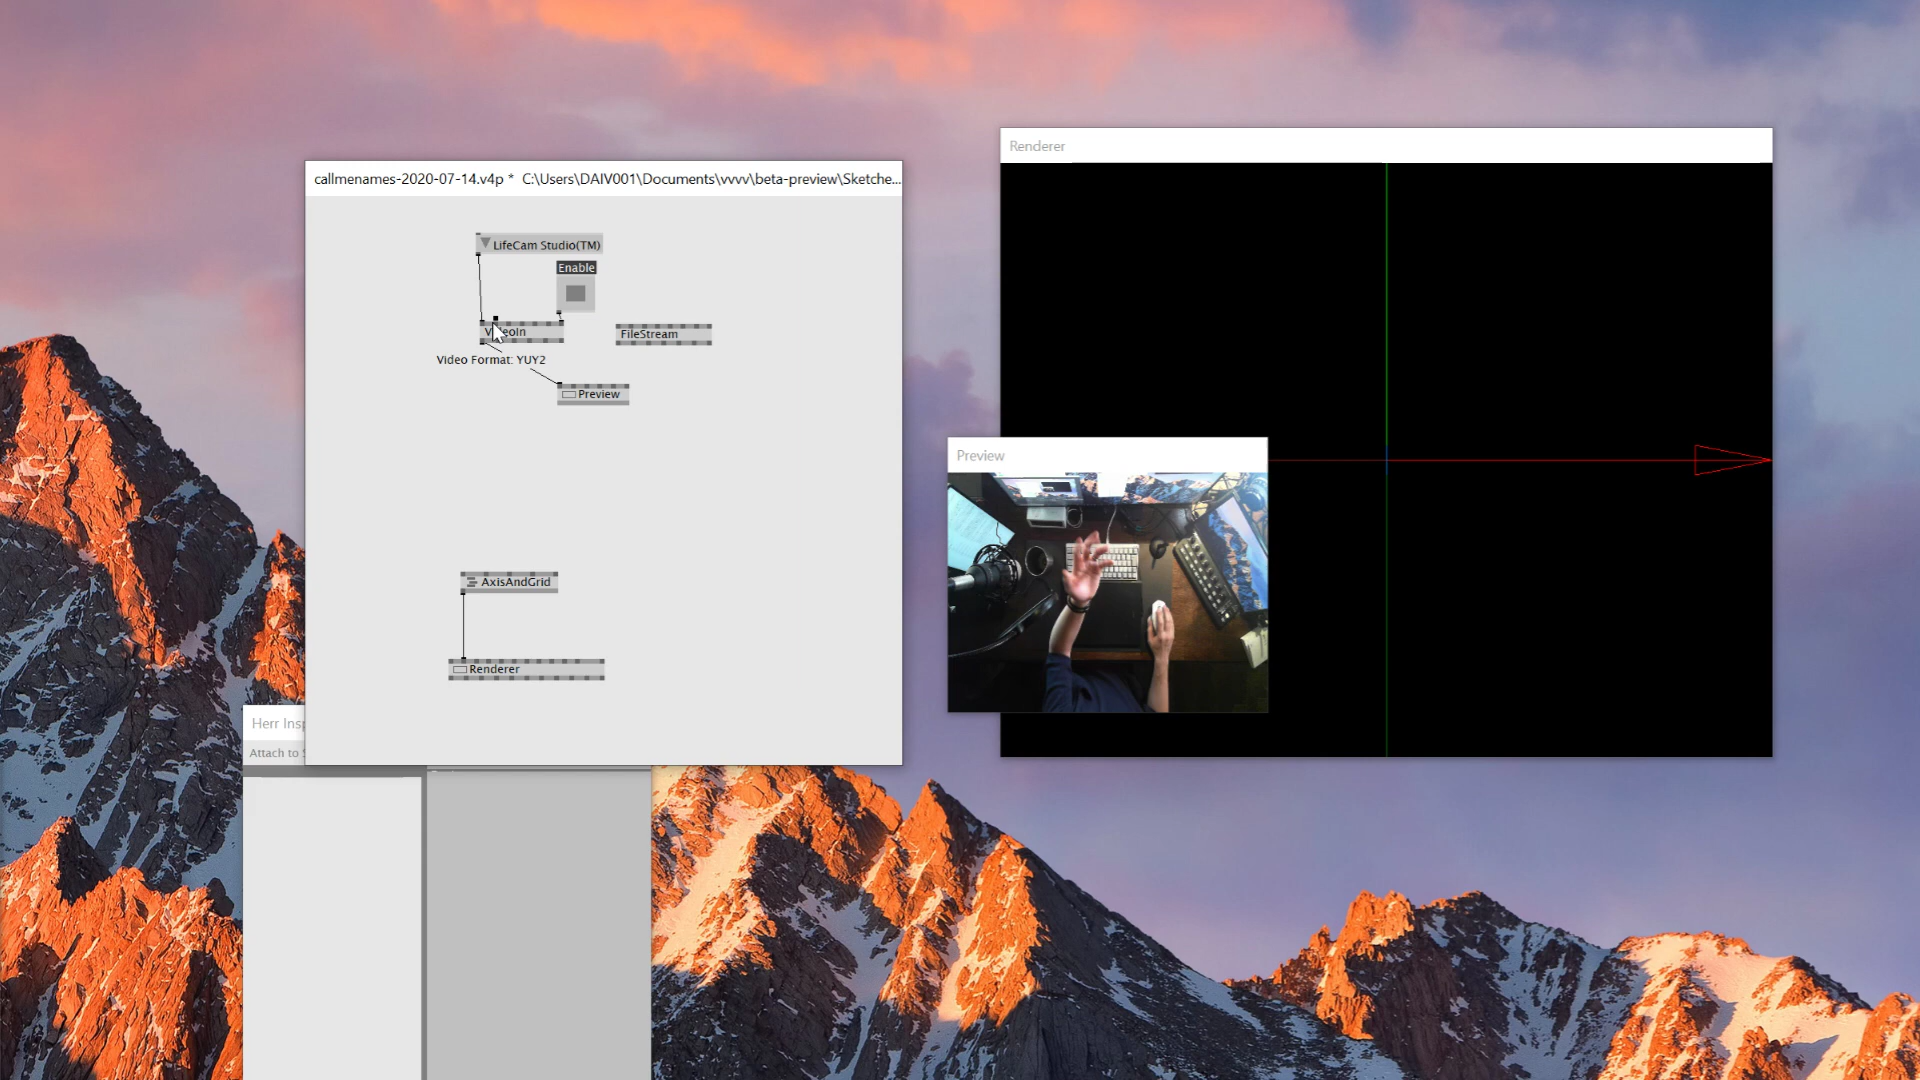 callmenames-2020-07-14.v4p * C:\Users\DAIV001\Documents\vvvv\beta-preview\Sketche...
Renderer
LifeCam Studio(TM)
Enable
VideoIn
FileStream
Video Format: YUY2
Preview
Preview
AxisAndGrid
Renderer
Herr Insp
Attach to